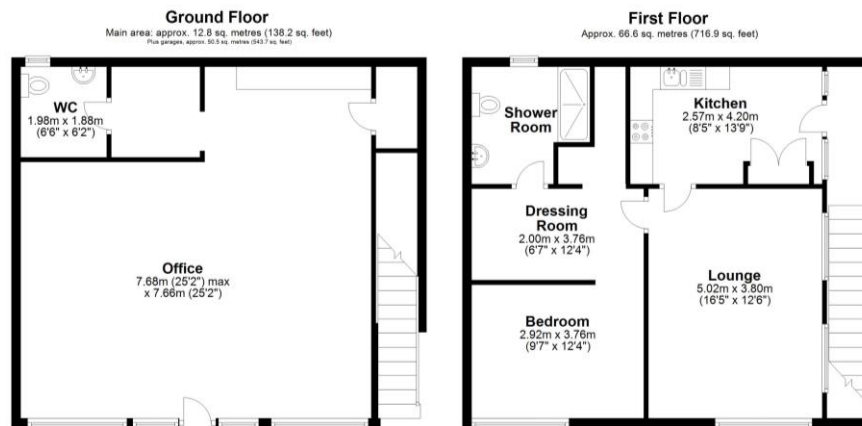 Ground Floor
Main area: approx. 12.8 sq. metres (138.2 sq. feet)
Plus garages, approx. 50.5 sq. metres (543.7 sq. feet)
WC
1.98m x 1.88m
(6'6" x 6'2")
Office
7.68m (25'2") max
x 7.66m (25'2")
First Floor
Approx. 66.6 sq. metres (716.9 sq. feet)
Shower
Room
Kitchen
2.57m x 4.20m
(8'5" x 13'9")
Dressing
Room
2.00m x 3.76m
(6'7" x 12'4")
Lounge
5.02m x 3.80m
(16'5" x 12'6")
Bedroom
2.92m x 3.76m
(9'7" x 12'4")